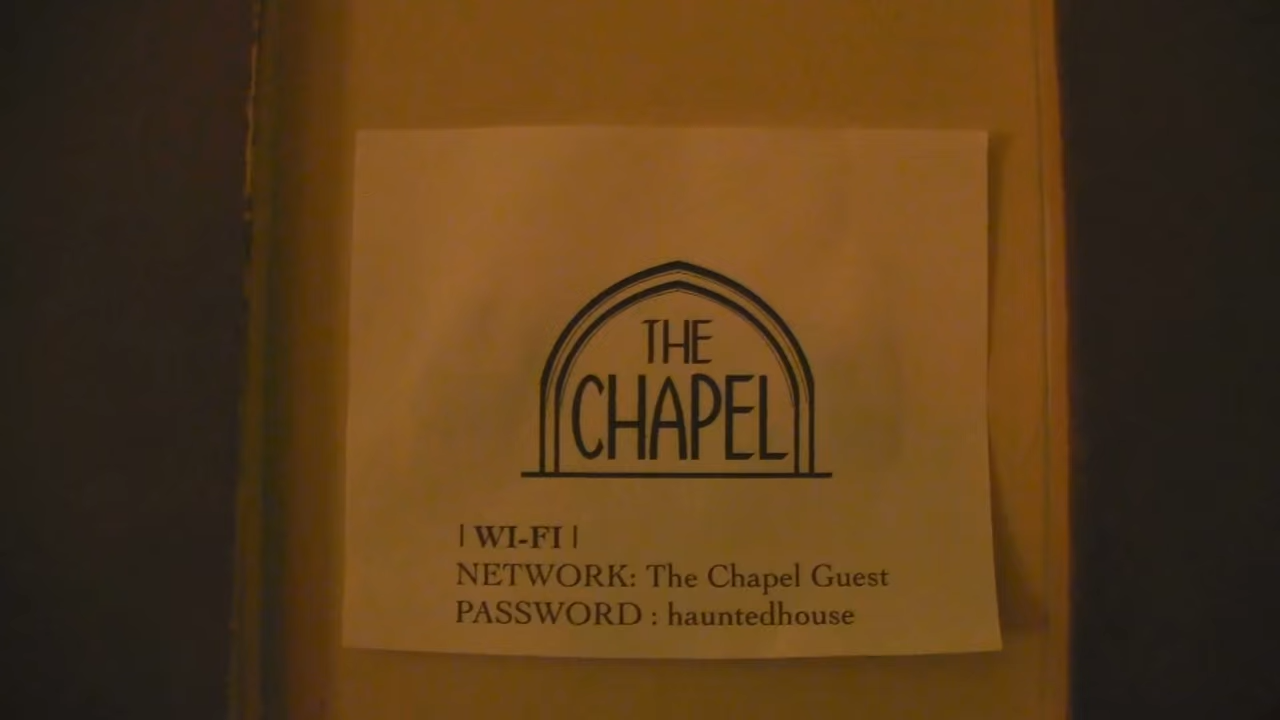 THE
CHAPEL
| WI-FI |
NETWORK: The Chapel Guest
PASSWORD : hauntedhouse